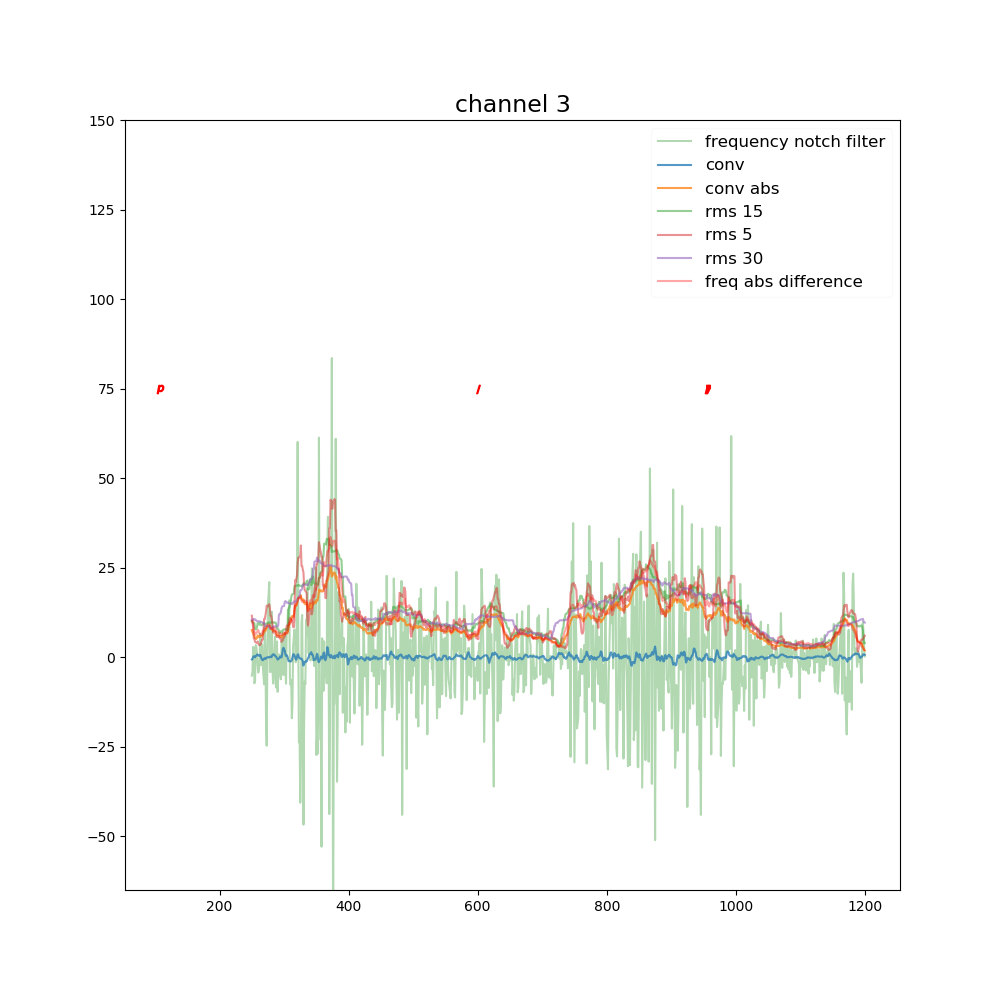 channel 3
150
125
100
75
50
25
0
−25
−50
200
400
600
800
1000
1200
frequency notch filter
conv
conv abs
rms 15
rms 5
rms 30
freq abs difference
p
/